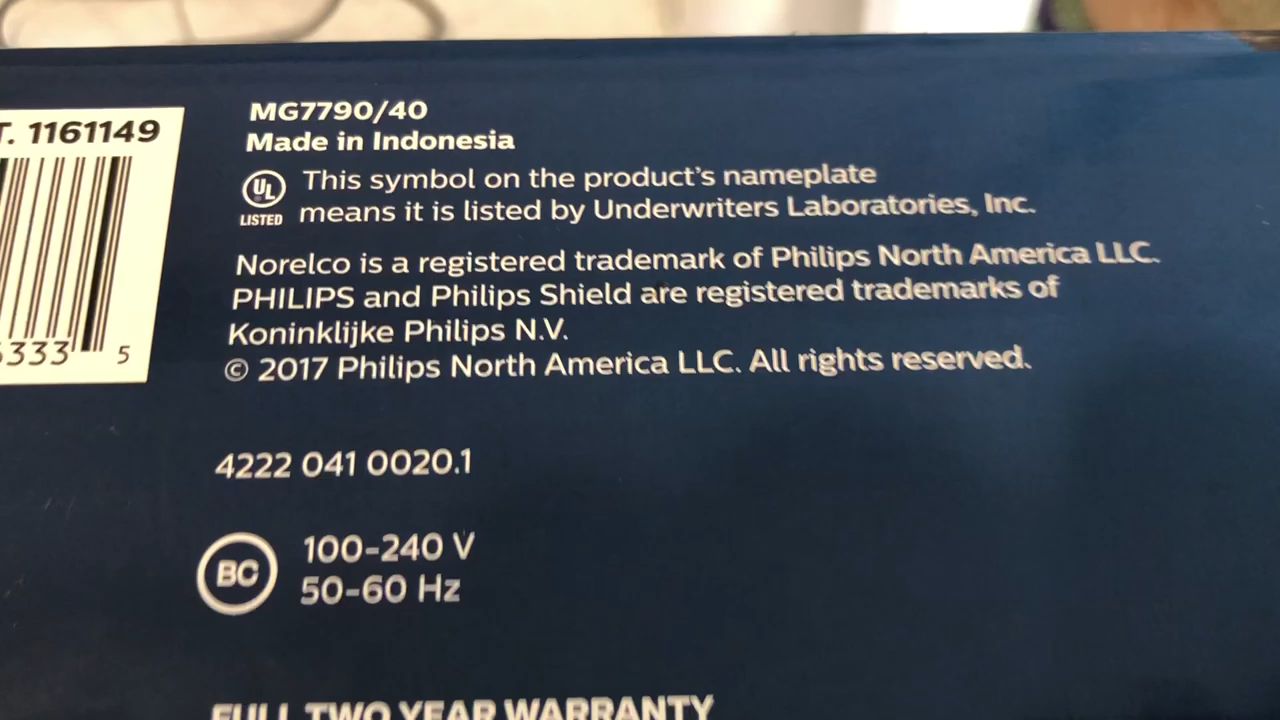 T. 1161149
333 5
MG7790/40
Made in Indonesia
UL
LISTED
This symbol on the product's nameplate
means it is listed by Underwriters Laboratories, Inc.
Norelco is a registered trademark of Philips North America LLC.
PHILIPS and Philips Shield are registered trademarks of
Koninklijke Philips N.V.
© 2017 Philips North America LLC. All rights reserved.
4222 041 0020.1
BC
100-240 V
50-60 Hz
FULL TWO YEAR WARRANTY